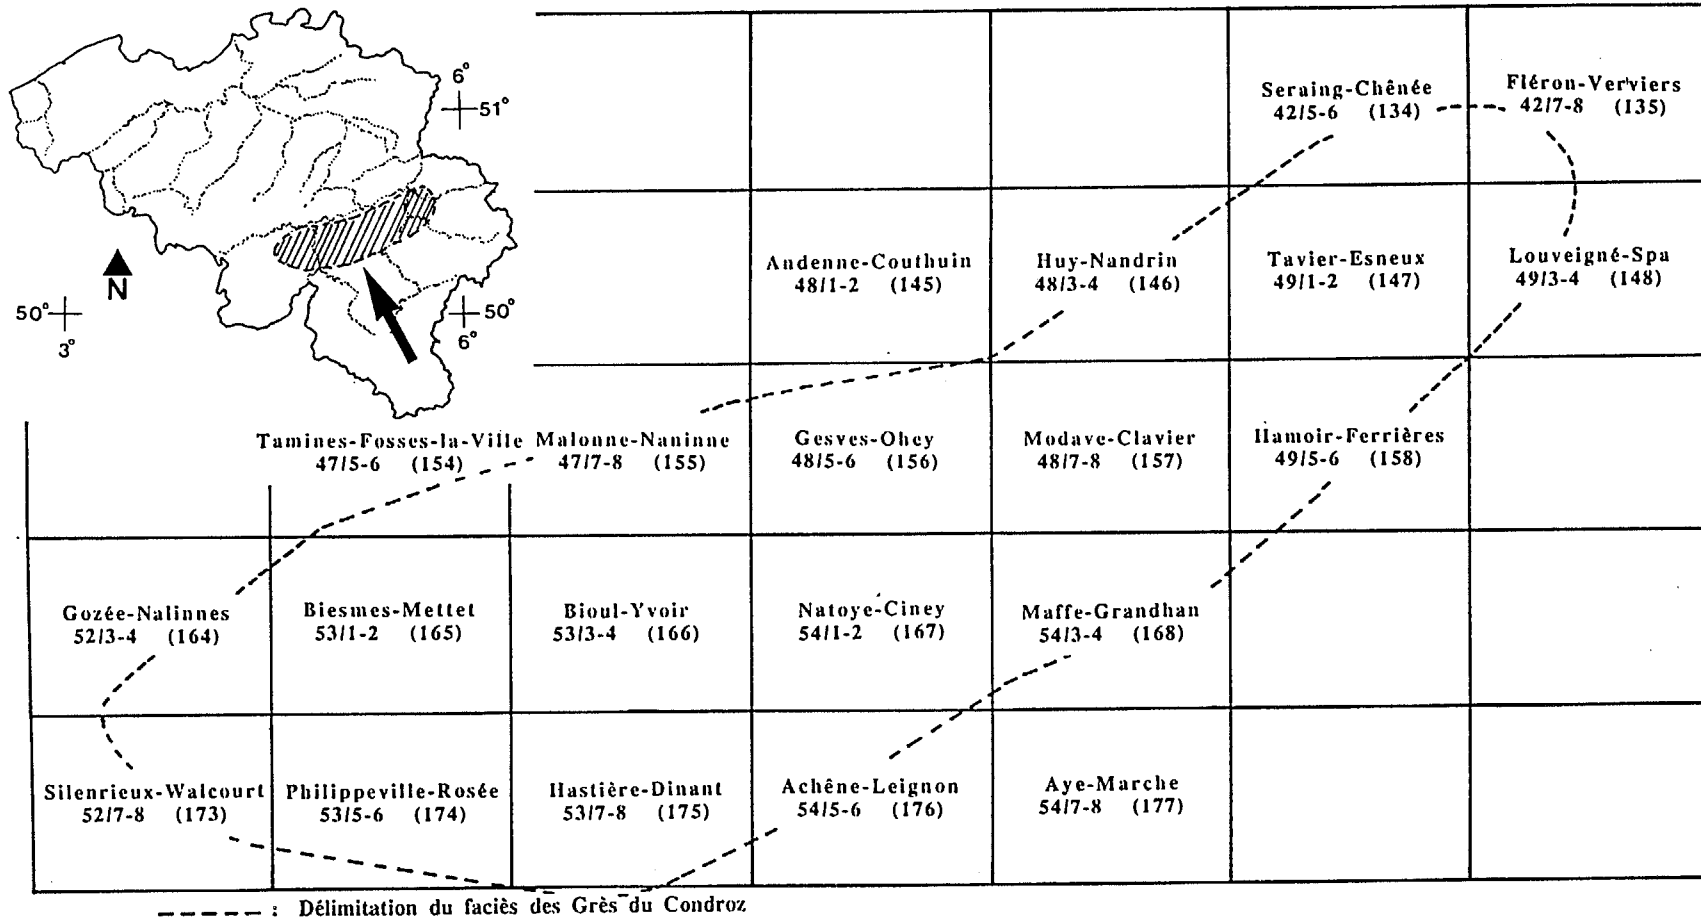 6°
51°
N
50°
3°
50°
6°
Seraing-Chênée
42/5-6 (134)
Fléron-Verviers
42/7-8 (135)
Andenne-Couthuin
48/1-2 (145)
Huy-Nandrin
48/3-4 (146)
Tavier-Esneux
49/1-2 (147)
Louveigné-Spa
49/3-4 (148)
Tamines-Fosses-la-Ville
47/5-6 (154)
Malonne-Naninne
47/7-8 (155)
Gesves-Ohey
48/5-6 (156)
Modave-Clavier
48/7-8 (157)
Hamoir-Ferrières
49/5-6 (158)
Gozée-Nalinnes
52/3-4 (164)
Biesmes-Mettet
53/1-2 (165)
Bioul-Yvoir
53/3-4 (166)
Natoye-Ciney
54/1-2 (167)
Maffe-Grandhan
54/3-4 (168)
Silenrieux-Walcourt
52/7-8 (173)
Philippeville-Rosée
53/5-6 (174)
Hastière-Dinant
53/7-8 (175)
Achêne-Leignon
54/5-6 (176)
Aye-Marche
54/7-8 (177)
: Délimitation du faciès des Grès du Condroz